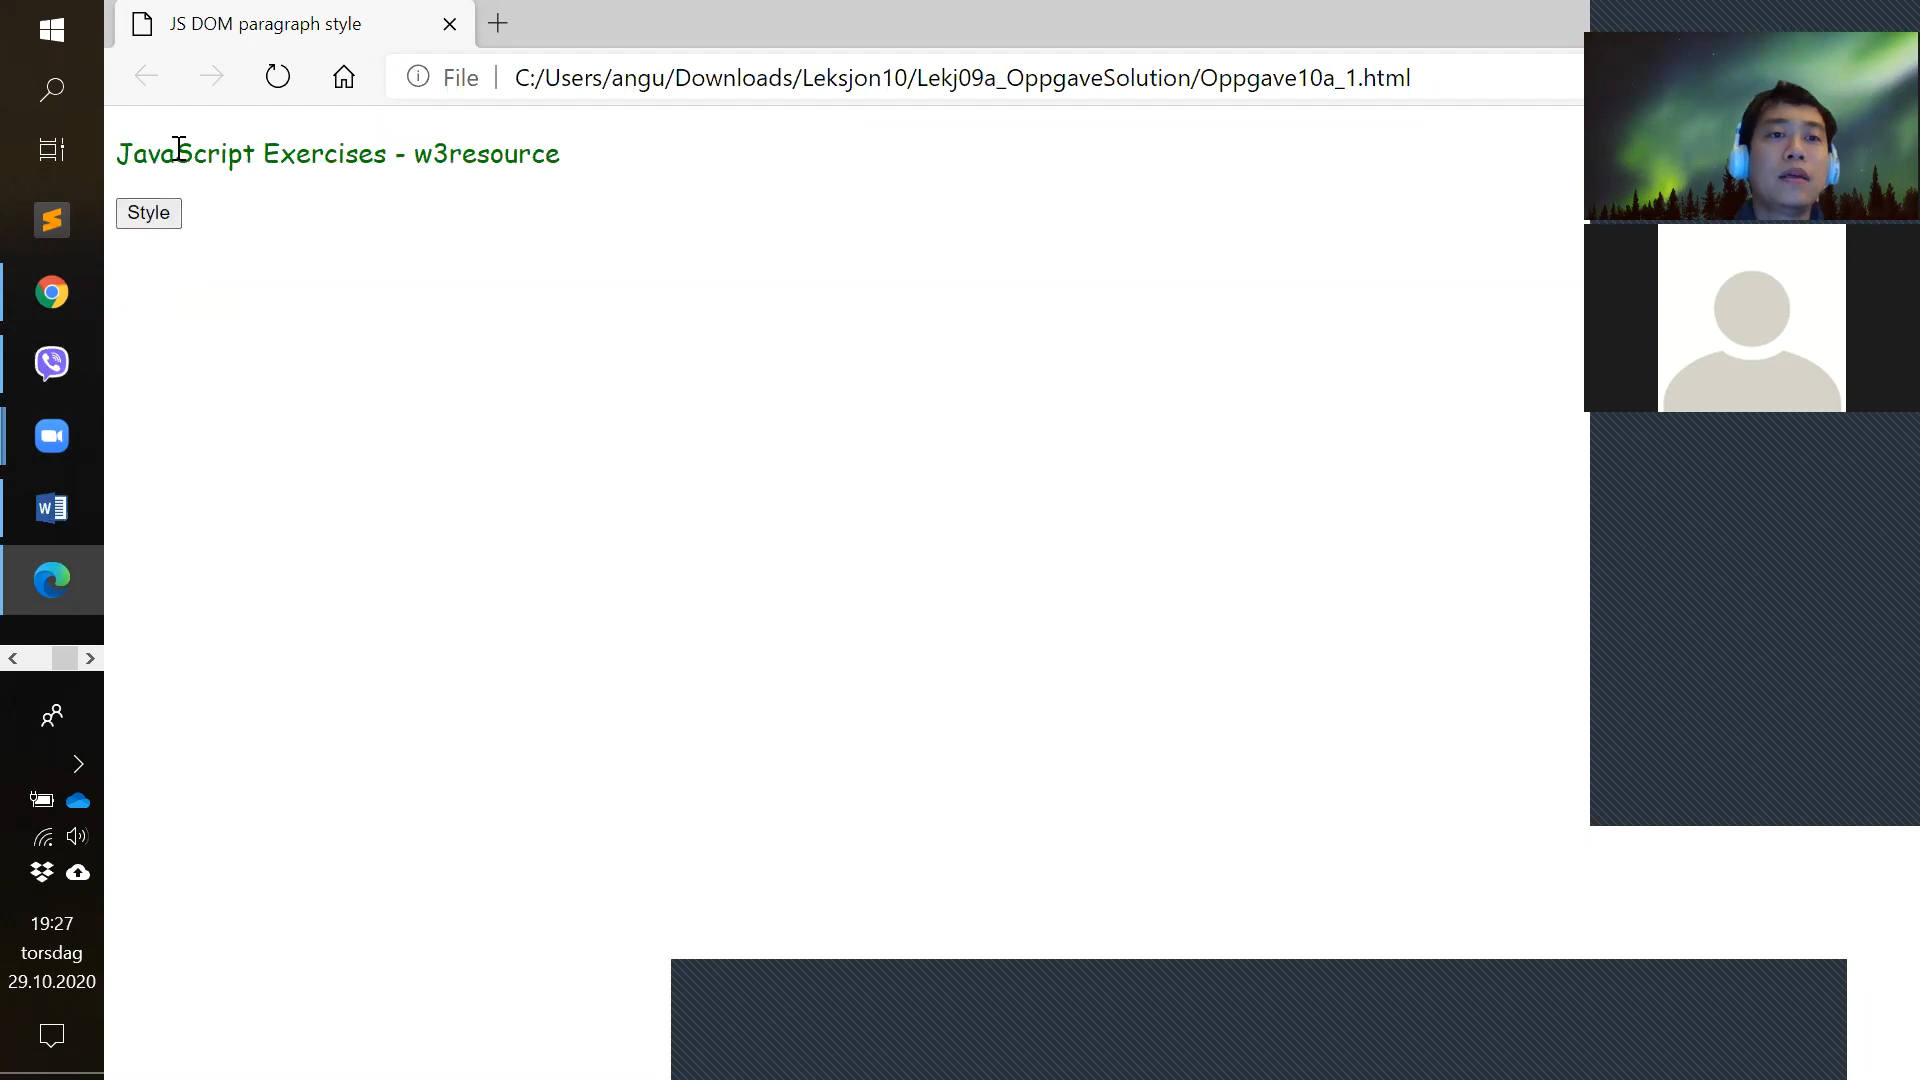 JS DOM paragraph style
File
C:/Users/angu/Downloads/Leksjon10/Lekj09a_OppgaveSolution/Oppgave10a_1.html
JavaScript Exercises - w3resource
Style
W
19:27
torsdag
29.10.2020